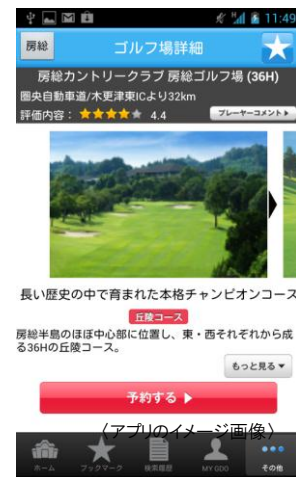 11:49
房総
ゴルフ場詳細
房総カントリークラブ 房総ゴルフ場 (36H)
圏央自動車道/木更津東ICより32km
評価内容： ★★★★★ 4.4
プレーヤーコメント▶
長い歴史の中で育まれた本格チャンピオンコース
丘陵コース
房総半島のほぼ中心部に位置し、東・西それぞれから成
る36Hの丘陵コース。
もっと見る▼
予約する ▶
〈アプリのイメージ画像〉
ホーム
ブックマーク
検索履歴
MY GDO
その他